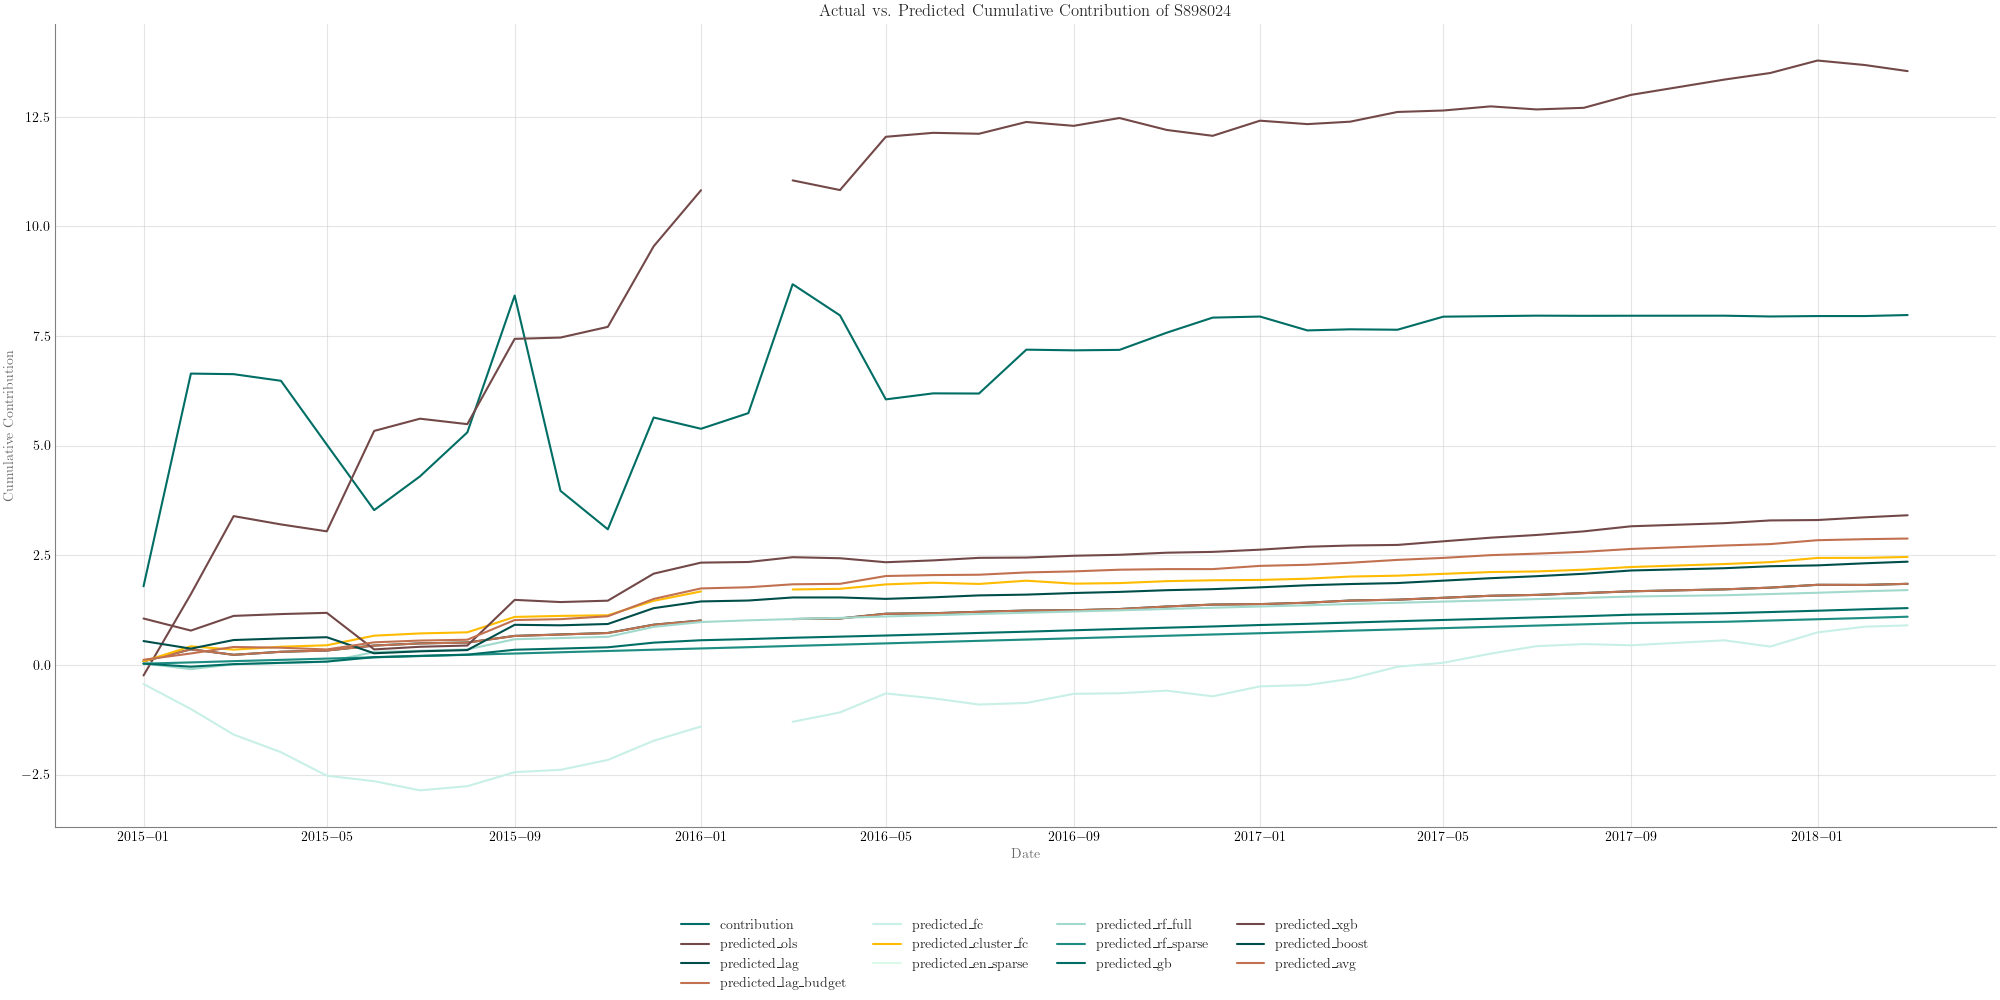 Actual vs. Predicted Cumulative Contribution of S898024
12.5
10.0
7.5
5.0
2.5
0.0
−2.5
Cumulative Contribution
2015−01 2015−05 2015−09 2016−01 2016−05 2016−09 2017−01 2017−05 2017−09 2018−01
Date
contribution predicted_fc predicted_rf_full predicted_xgb
predicted_ols predicted_cluster_fc predicted_rf_sparse predicted_boost
predicted_lag predicted_en_sparse predicted_gb predicted_avg
predicted_lag_budget